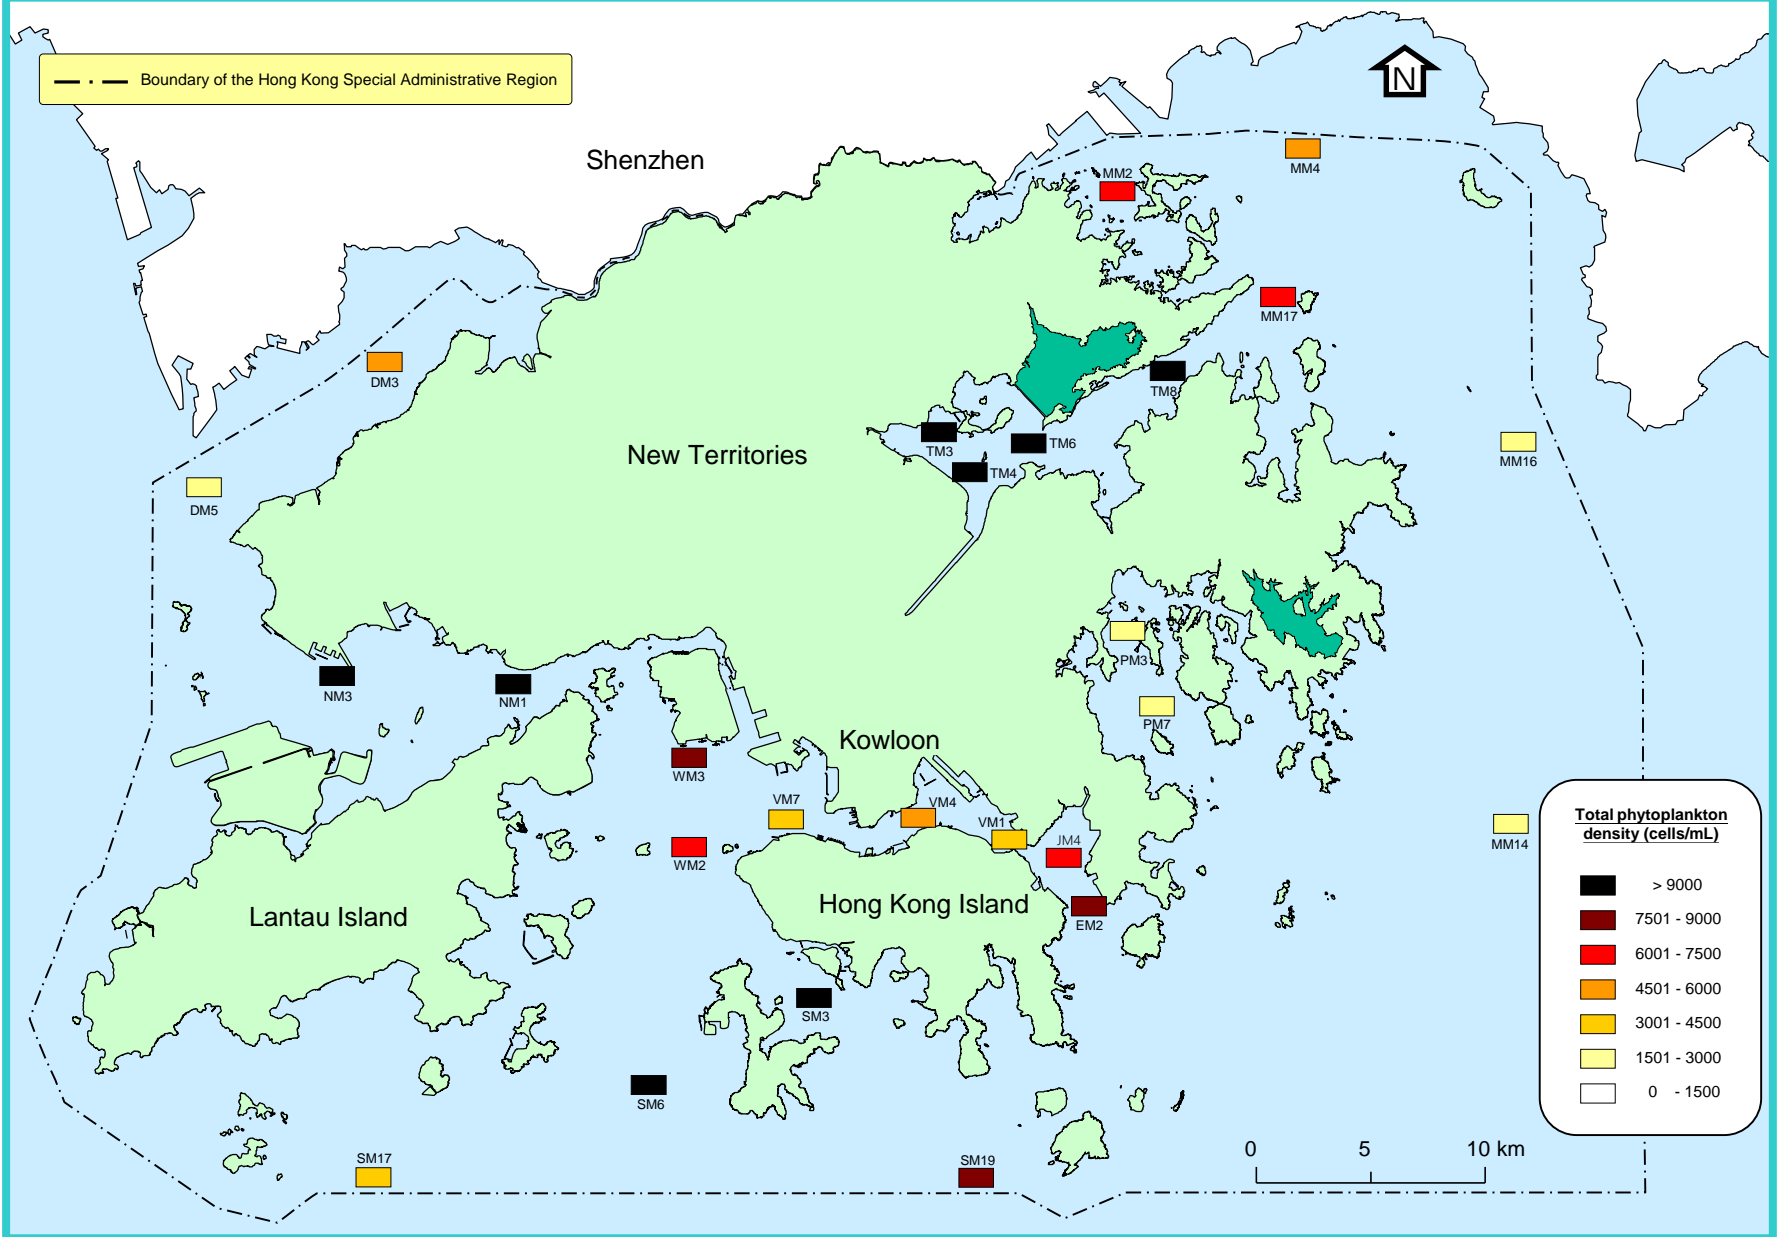 Boundary of the Hong Kong Special Administrative Region
N
Shenzhen
MM4
MM2
MM17
DM3
TM8
New Territories
TM3
TM6
TM4
MM16
DM5
PM3
NM3
NM1
PM7
Kowloon
WM3
VM7
VM4
VM1
JM4
WM2
MM14
Lantau Island
Hong Kong Island
EM2
SM3
SM6
SM17
SM19
Total phytoplankton
density (cells/mL)
> 9000
7501 - 9000
6001 - 7500
4501 - 6000
3001 - 4500
1501 - 3000
0 - 1500
0 5 10 km